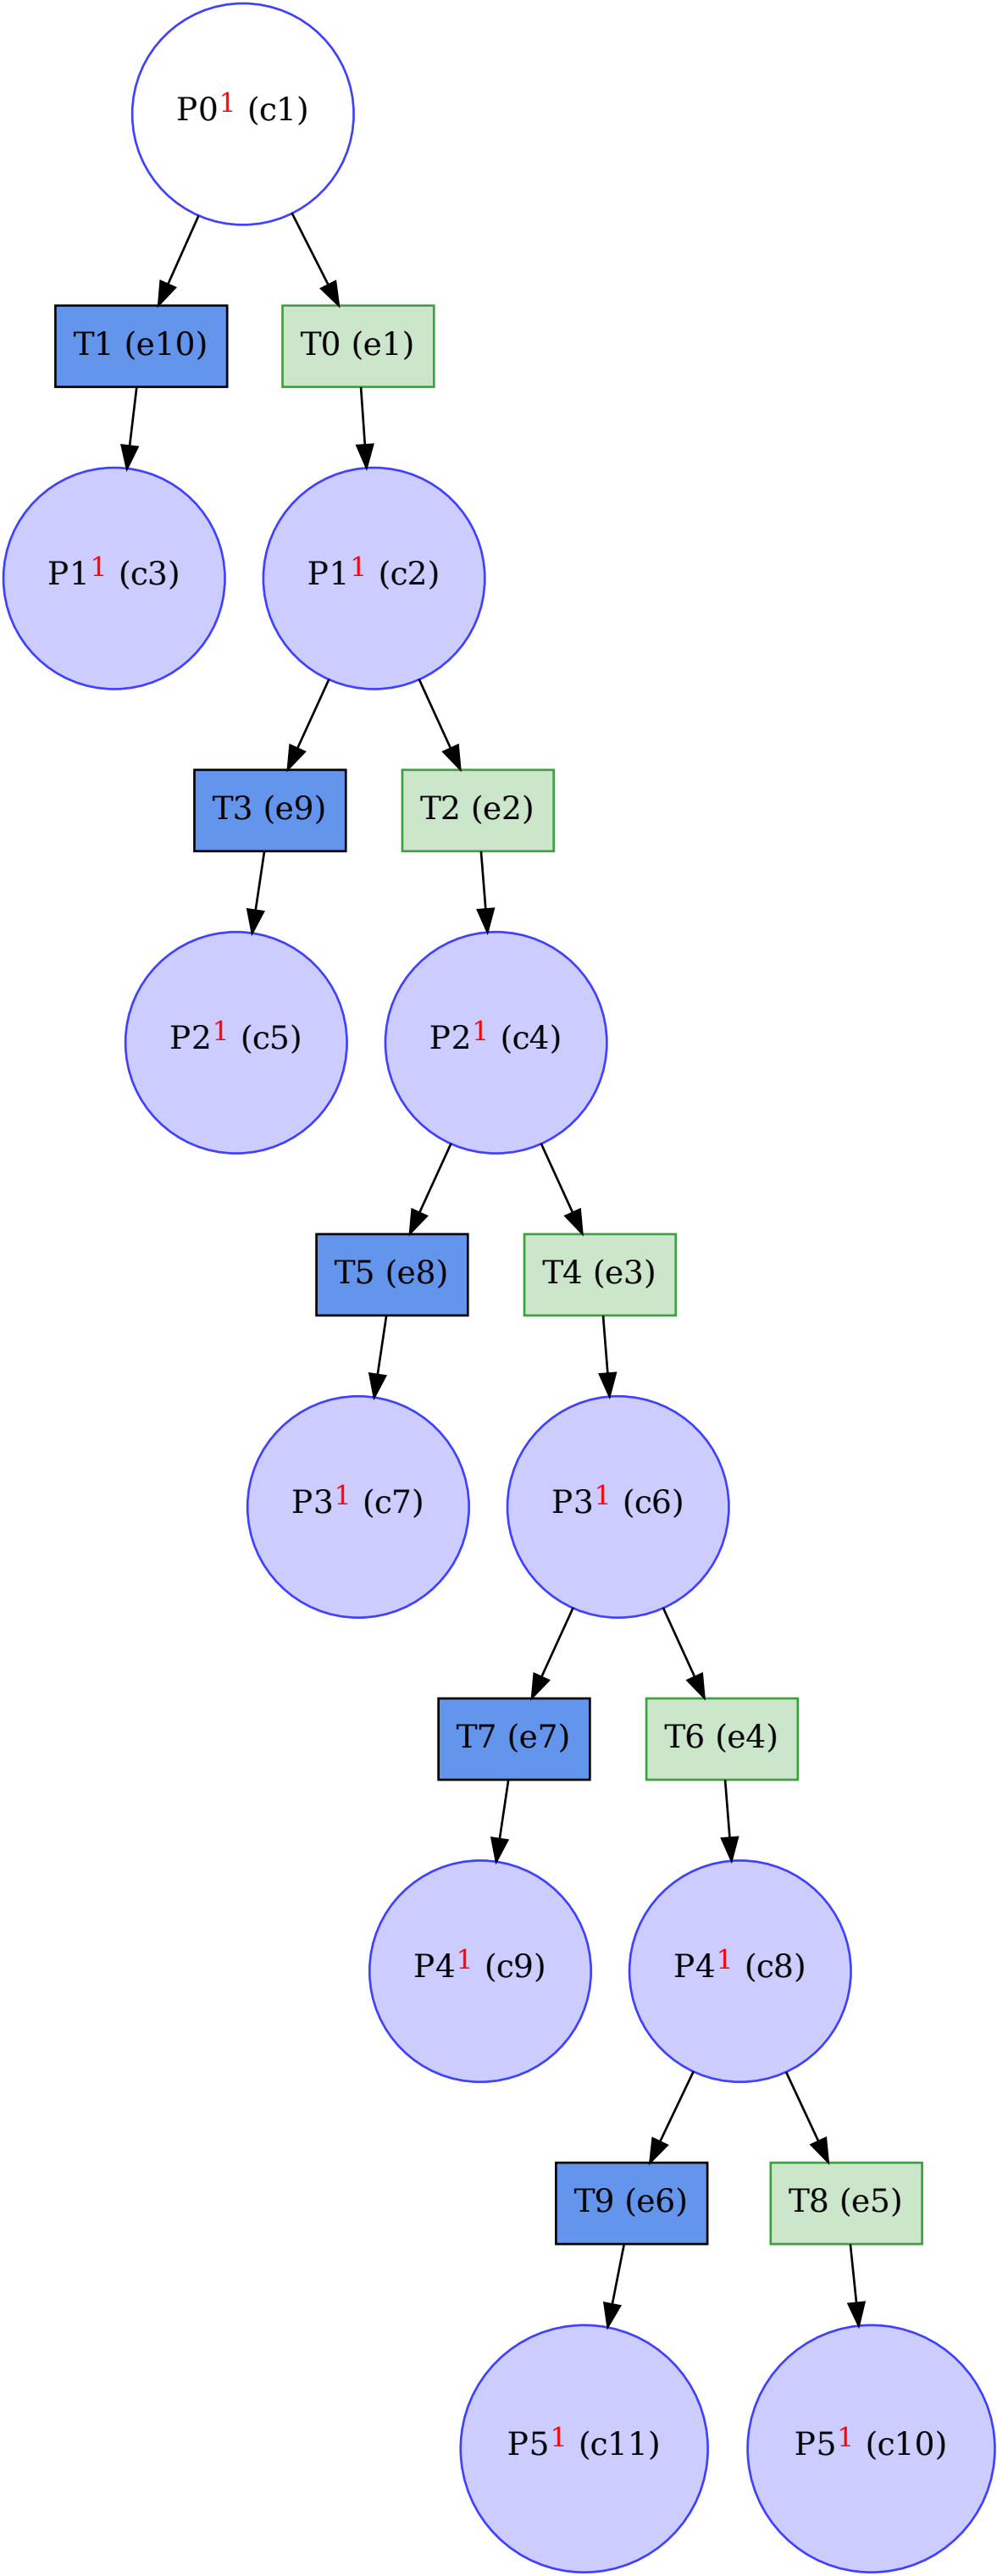 P0¹ (c1)
T1 (e10)
T0 (e1)
P1¹ (c3)
P1¹ (c2)
T3 (e9)
T2 (e2)
P2¹ (c5)
P2¹ (c4)
T5 (e8)
T4 (e3)
P3¹ (c7)
P3¹ (c6)
T7 (e7)
T6 (e4)
P4¹ (c9)
P4¹ (c8)
T9 (e6)
T8 (e5)
P5¹ (c11)
P5¹ (c10)